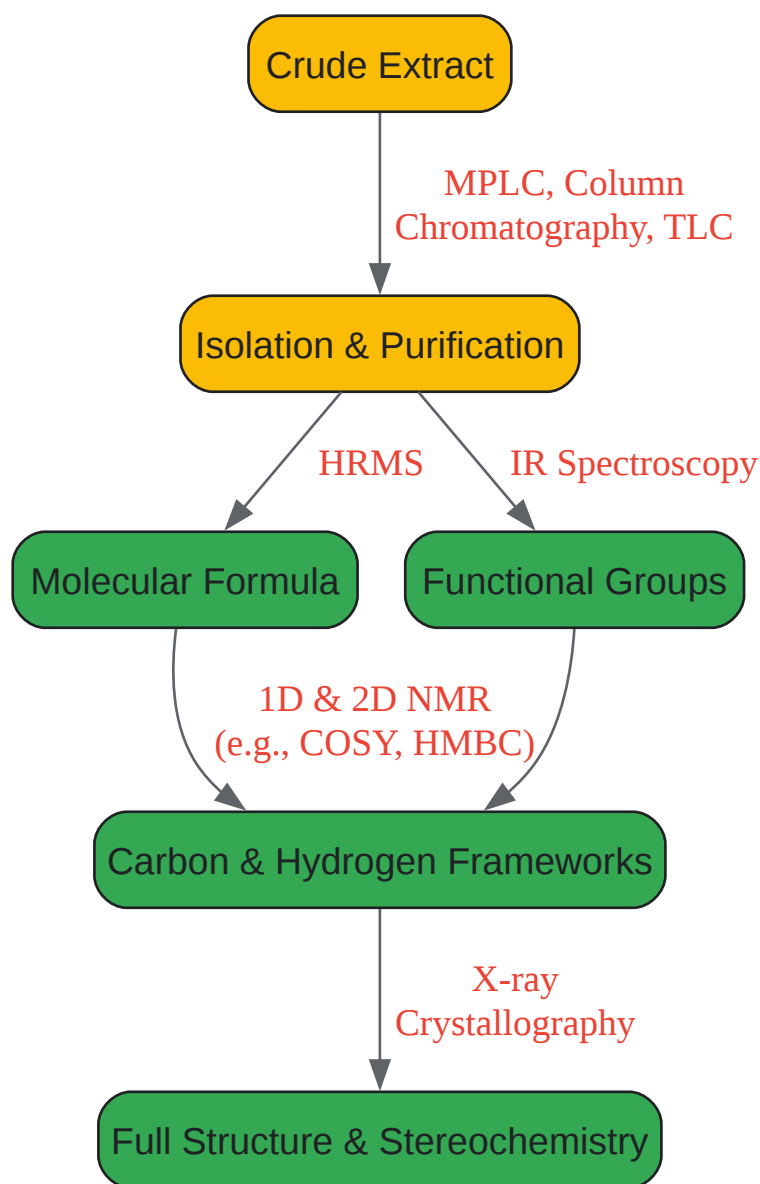 Crude Extract
MPLC, Column
Chromatography, TLC
Isolation & Purification
HRMS
IR Spectroscopy
Molecular Formula
Functional Groups
1D & 2D NMR
(e.g., COSY, HMBC)
Carbon & Hydrogen Frameworks
X-ray
Crystallography
Full Structure & Stereochemistry